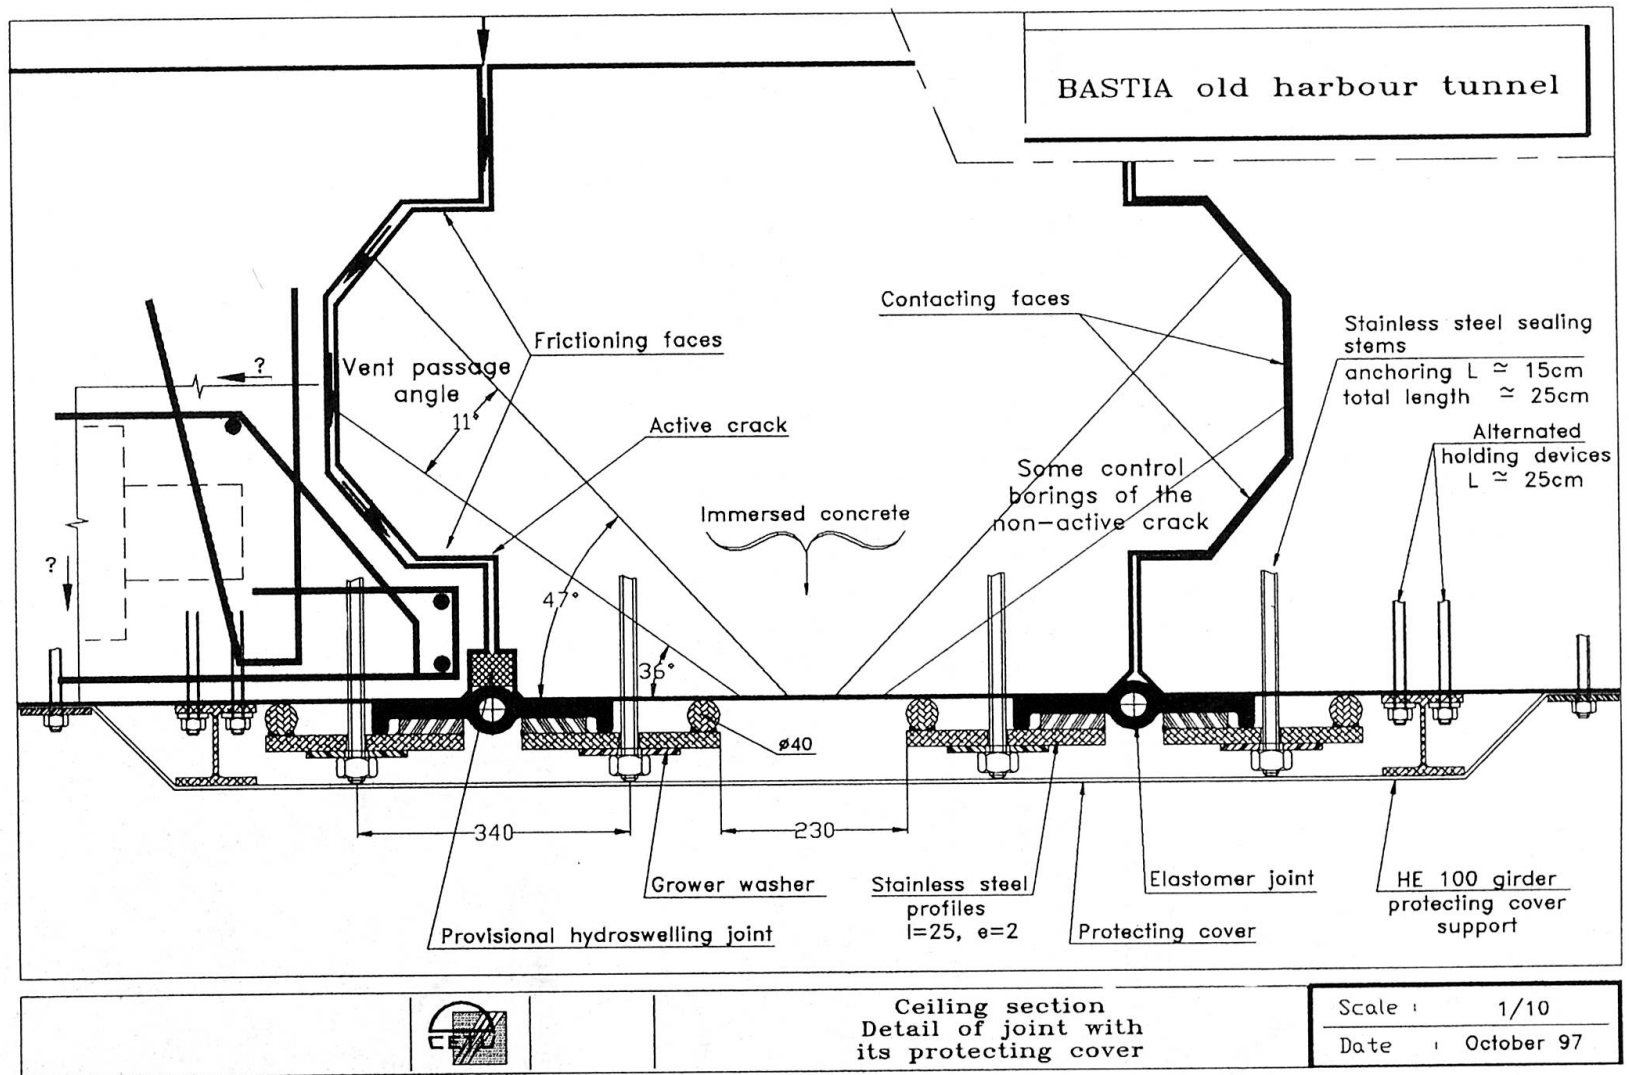 BASTIA old harbour tunnel
Contacting faces
Stainless steel sealing
stems
anchoring L ≃ 15cm
total length ≃ 25cm
Frictioning faces
?
Vent passage
angle
11°
Active crack
Alternated
holding devices
L ≃ 25cm
Some control
borings of the
non-active crack
Immersed concrete
?
47°
36°
ø40
340
230
Grower washer
Stainless steel
profiles
l=25, e=2
Elastomer joint
HE 100 girder
protecting cover
support
Provisional hydroswelling joint
Protecting cover
CETU
Ceiling section
Detail of joint with
its protecting cover
Scale : 1/10
Date : October 97